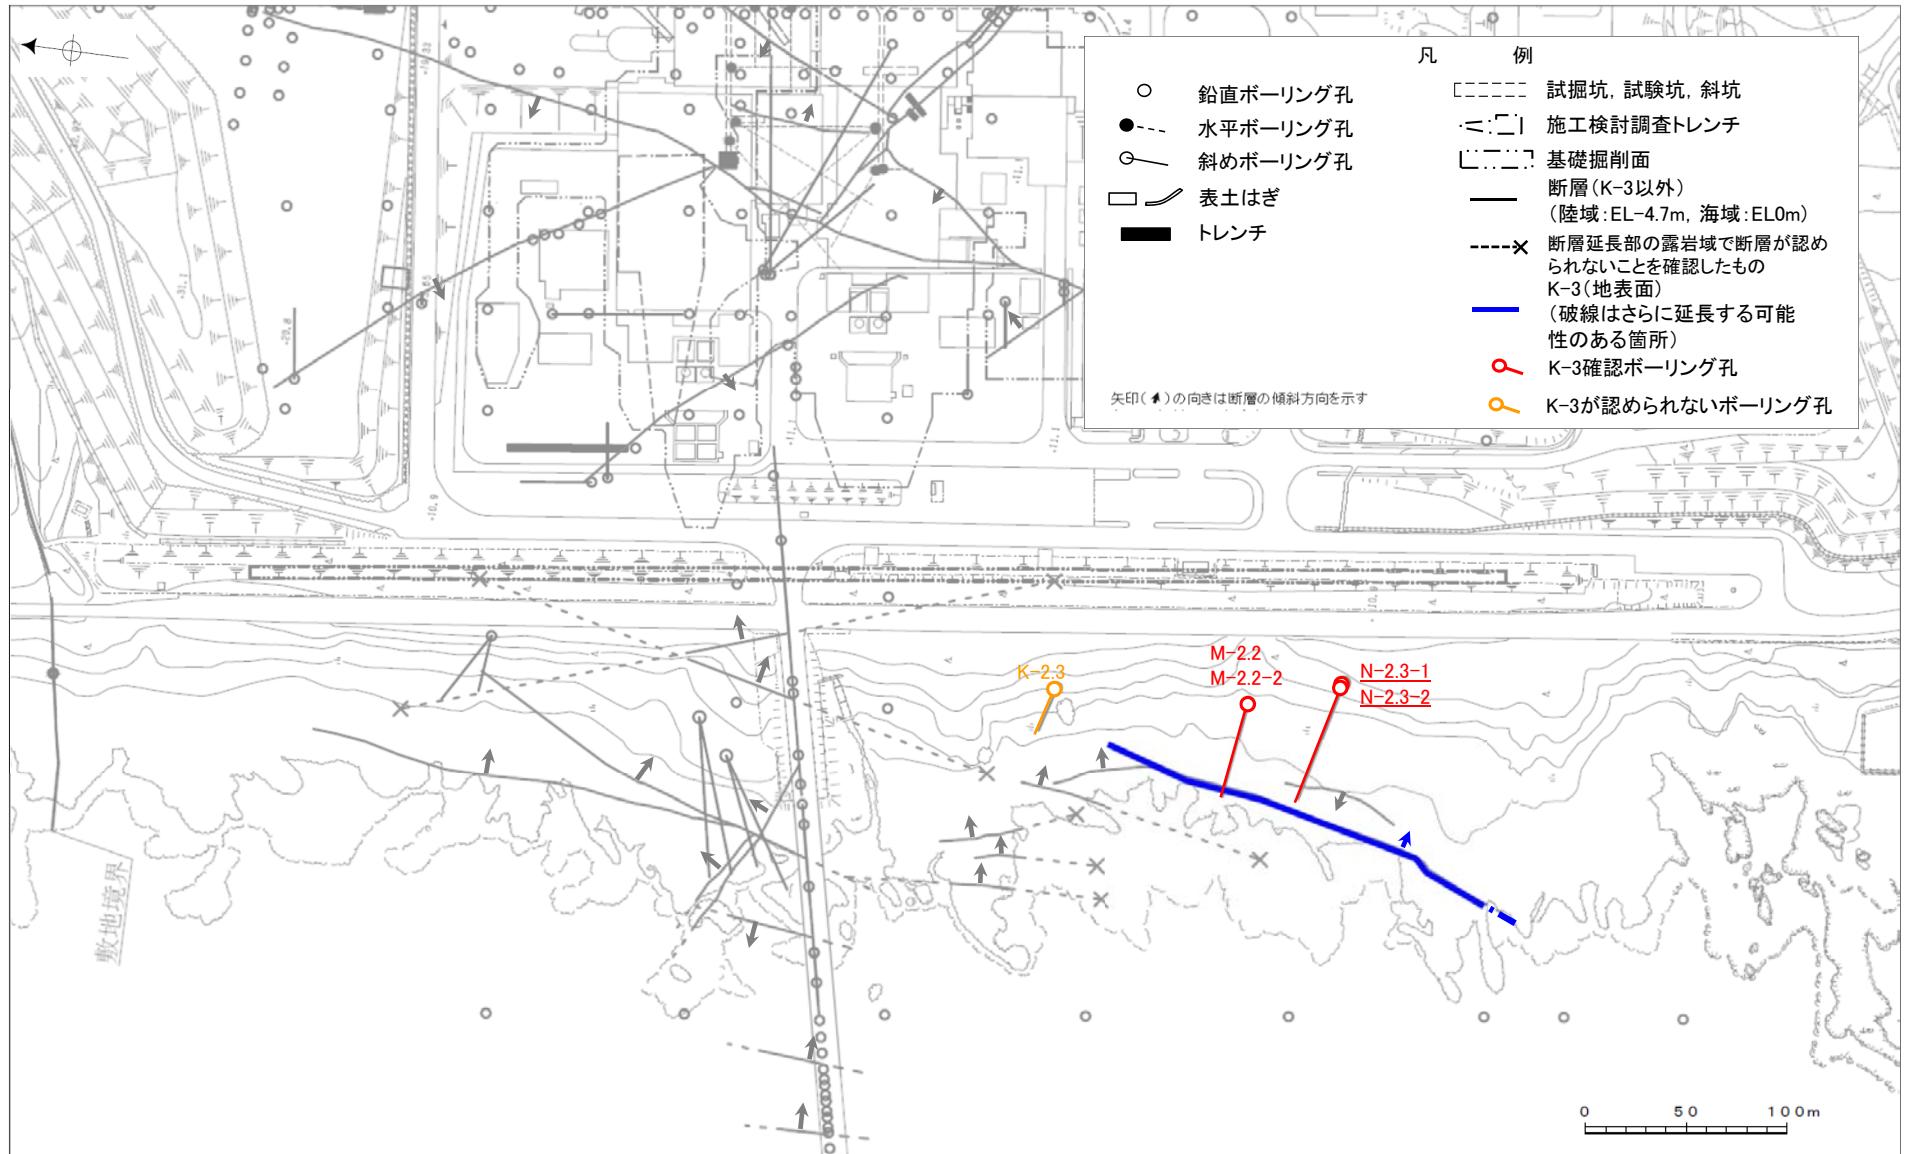 凡　例
鉛直ボーリング孔
水平ボーリング孔
斜めボーリング孔
表土はぎ
トレンチ
矢印( )の向きは断層の傾斜方向を示す
試掘坑, 試験坑, 斜坑
施工検討調査トレンチ
基礎掘削面
断層(K-3以外)
(陸域:EL-4.7m, 海域:EL0m)
断層延長部の露岩域で断層が認め
られないことを確認したもの
K-3(地表面)
(破線はさらに延長する可能
性のある箇所)
K-3確認ボーリング孔
K-3が認められないボーリング孔
K-2.3
M-2.2
M-2.2-2
N-2.3-1
N-2.3-2
敷地境界
0 50 100m